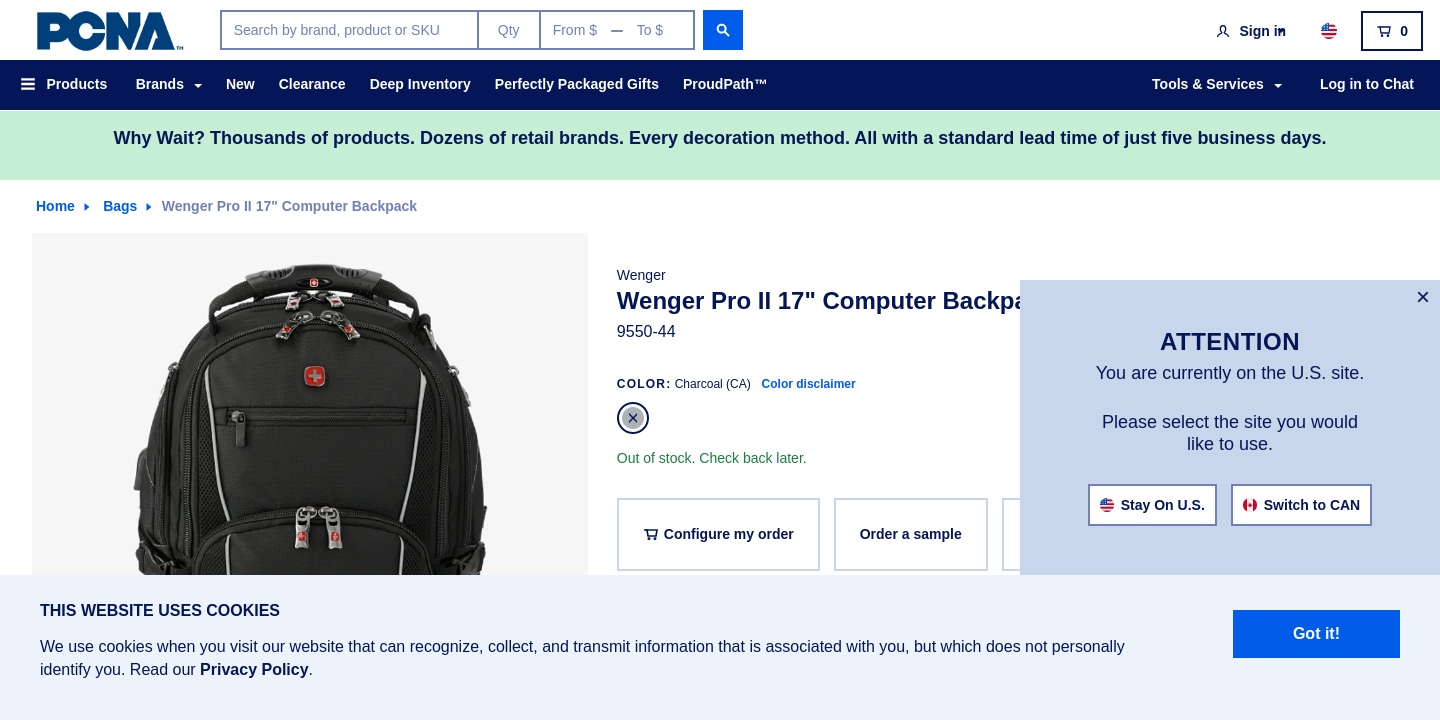 PCNA™
Search by brand, product or SKU
Qty
From $ — To $
Sign in
0
Products
Brands
New
Clearance
Deep Inventory
Perfectly Packaged Gifts
ProudPath™
Tools & Services
Log in to Chat
Why Wait? Thousands of products. Dozens of retail brands. Every decoration method. All with a standard lead time of just five business days.
Home
Bags
Wenger Pro II 17" Computer Backpack
Wenger
Wenger Pro II 17" Computer Backpa
9550-44
COLOR: Charcoal (CA) Color disclaimer
Out of stock. Check back later.
Configure my order
Order a sample
ATTENTION
You are currently on the U.S. site.
Please select the site you would
like to use.
Stay On U.S.
Switch to CAN
THIS WEBSITE USES COOKIES
We use cookies when you visit our website that can recognize, collect, and transmit information that is associated with you, but which does not personally
identify you. Read our Privacy Policy.
Got it!